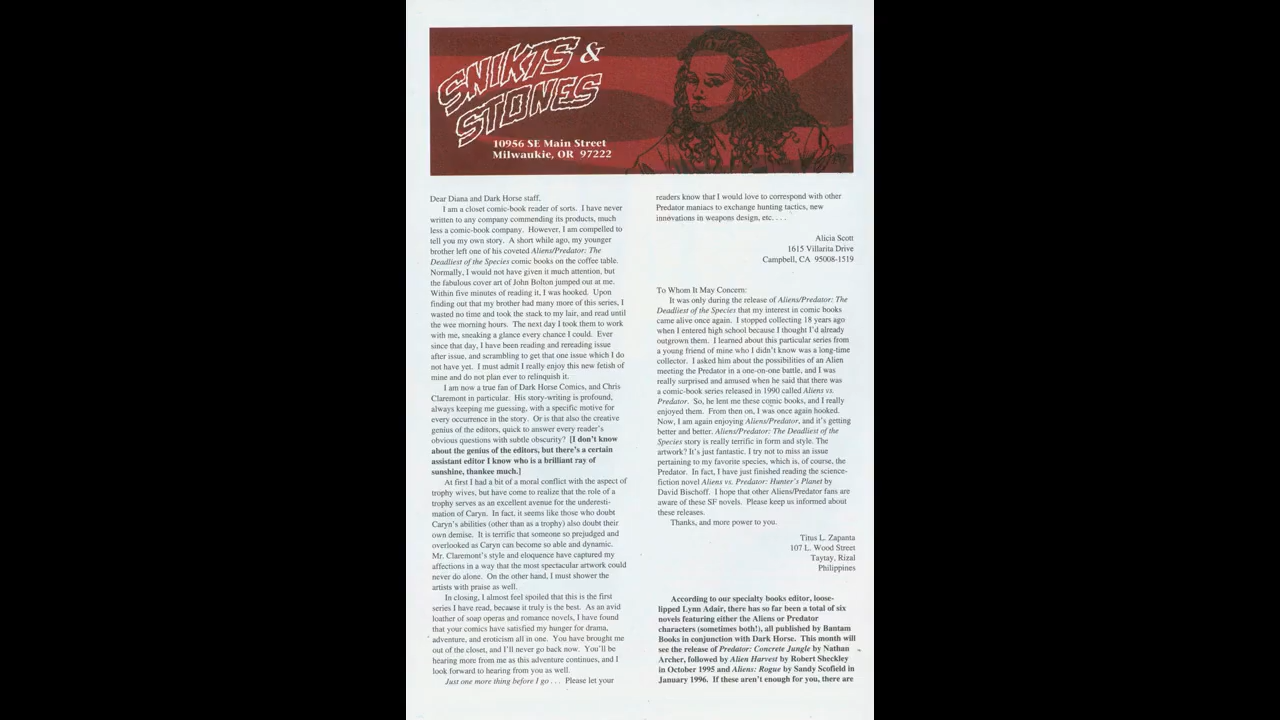 SNIKTS &
STONES
10956 SE Main Street
Milwaukie, OR 97222
Dear Diana and Dark Horse staff,
I am a closet comic-book reader of sorts. I have never
written to any company commending its products, much
less a comic-book company. However, I am compelled to
tell you my own story. A short while ago, my younger
brother left one of his coveted Aliens/Predator: The
Deadliest of the Species comic books on the coffee table.
Normally, I would not have given it much attention, but
the fabulous cover art of John Bolton jumped out at me.
Within five minutes of reading it, I was hooked. Upon
finding out that my brother had many more of this series, I
wasted no time and took the stack to my lair, and read until
the wee morning hours. The next day I took them to work
with me, sneaking a glance every chance I could. Ever
since that day, I have been reading and rereading issue
after issue, and scrambling to get that one issue which I do
not have yet. I must admit I really enjoy this new fetish of
mine and do not plan ever to relinquish it.
I am now a true fan of Dark Horse Comics, and Chris
Claremont in particular. His story-writing is profound,
always keeping me guessing, with a specific motive for
every occurrence in the story. Or is that also the creative
genius of the editors, quick to answer every reader's
obvious questions with subtle obscurity? [I don't know
about the genius of the editors, but there's a certain
assistant editor I know who is a brilliant ray of
sunshine, thankee much.]
At first I had a bit of a moral conflict with the aspect of
trophy wives, but have come to realize that the role of a
trophy serves as an excellent avenue for the underesti-
mation of Caryn. In fact, it seems like those who doubt
Caryn's abilities (other than as a trophy) also doubt their
own demise. It is terrific that someone so prejudged and
overlooked as Caryn can become so able and dynamic.
Mr. Claremont's style and eloquence have captured my
affections in a way that the most spectacular artwork could
never do alone. On the other hand, I must shower the
artists with praise as well.
In closing, I almost feel spoiled that this is the first
series I have read, because it truly is the best. As an avid
loather of soap operas and romance novels, I have found
that your comics have satisfied my hunger for drama,
adventure, and eroticism all in one. You have brought me
out of the closet, and I'll never go back now. You'll be
hearing more from me as this adventure continues, and I
look forward to hearing from you as well.
Just one more thing before I go . . . Please let your
readers know that I would love to correspond with other
Predator maniacs to exchange hunting tactics, new
innovations in weapons design, etc. . . .
Alicia Scott
1615 Villarita Drive
Campbell, CA 95008-1519
To Whom It May Concern:
It was only during the release of Aliens/Predator: The
Deadliest of the Species that my interest in comic books
came alive once again. I stopped collecting 18 years ago
when I entered high school because I thought I'd already
outgrown them. I learned about this particular series from
a young friend of mine who I didn't know was a long-time
collector. I asked him about the possibilities of an Alien
meeting the Predator in a one-on-one battle, and I was
really surprised and amused when he said that there was
a comic-book series released in 1990 called Aliens vs.
Predator. So, he lent me these comic books, and I really
enjoyed them. From then on, I was once again hooked.
Now, I am again enjoying Aliens/Predator, and it's getting
better and better. Aliens/Predator: The Deadliest of the
Species story is really terrific in form and style. The
artwork? It's just fantastic. I try not to miss an issue
pertaining to my favorite species, which is, of course, the
Predator. In fact, I have just finished reading the science-
fiction novel Aliens vs. Predator: Hunter's Planet by
David Bischoff. I hope that other Aliens/Predator fans are
aware of these SF novels. Please keep us informed about
these releases.
Thanks, and more power to you.
Titus L. Zapanta
107 L. Wood Street
Taytay, Rizal
Philippines
According to our specialty books editor, loose-
lipped Lynn Adair, there has so far been a total of six
novels featuring either the Aliens or Predator
characters (sometimes both!), all published by Bantam
Books in conjunction with Dark Horse. This month will
see the release of Predator: Concrete Jungle by Nathan
Archer, followed by Alien Harvest by Robert Sheckley
in October 1995 and Aliens: Rogue by Sandy Scofield in
January 1996. If these aren't enough for you, there are